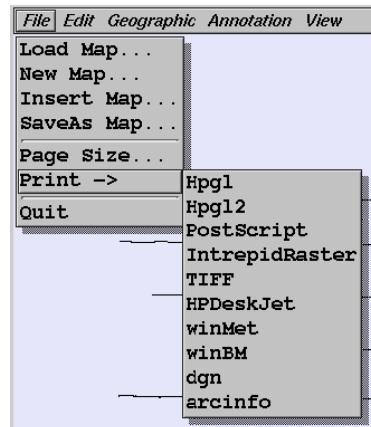 File Edit Geographic Annotation View
Load Map...
New Map...
Insert Map...
SaveAs Map...
Page Size...
Print ->
Quit
Hpgl
Hpgl2
PostScript
IntrepidRaster
TIFF
HPDeskJet
winMet
winBM
dgn
arcinfo